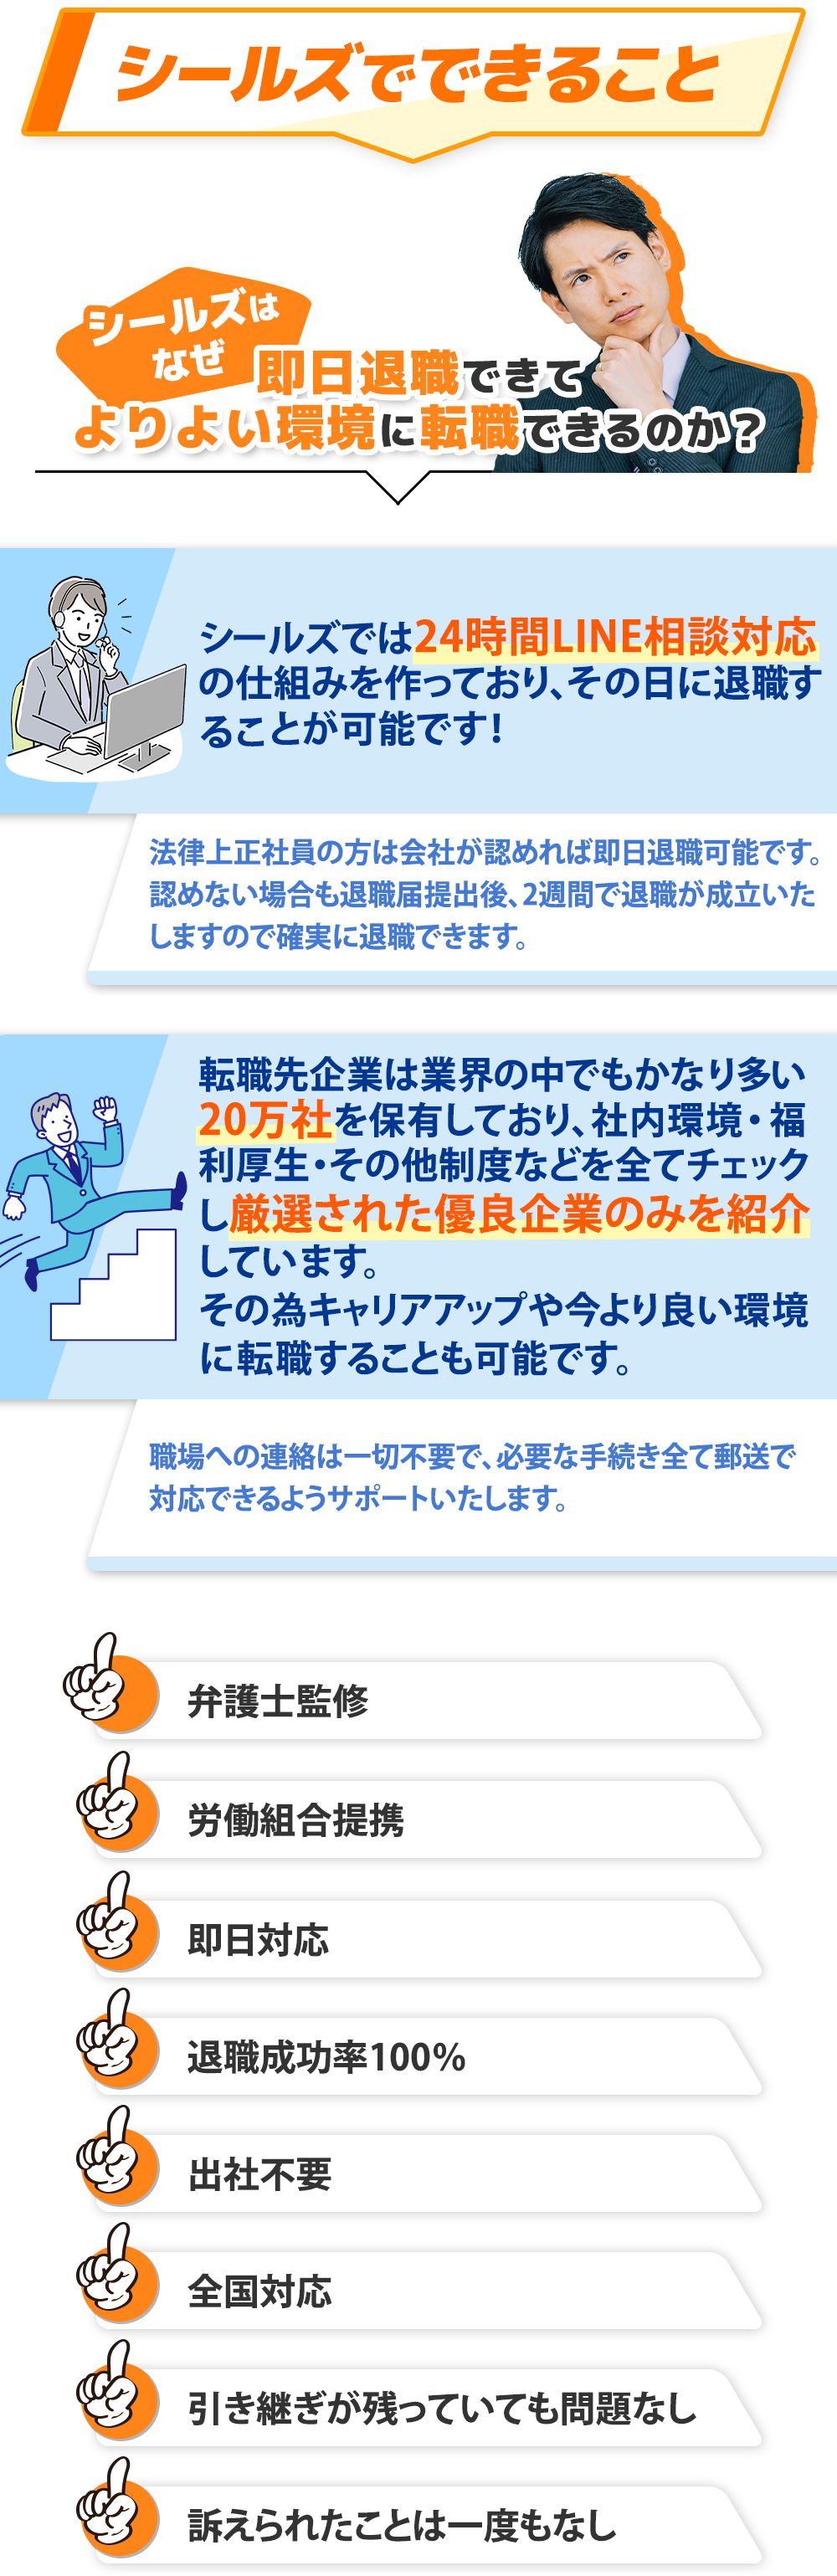 シールズでできること
シールズは
なぜ
即日退職できて
よりよい環境に転職できるのか？
シールズでは24時間LINE相談対応
の仕組みを作っており、その日に退職す
ることが可能です！
法律上正社員の方は会社が認めれば即日退職可能です。
認めない場合も退職届提出後、2週間で退職が成立いた
しますので確実に退職できます。
転職先企業は業界の中でもかなり多い
20万社を保有しており、社内環境・福
利厚生・その他制度などを全てチェック
し厳選された優良企業のみを紹介
しています。
その為キャリアアップや今より良い環境
に転職することも可能です。
職場への連絡は一切不要で、必要な手続き全て郵送で
対応できるようサポートいたします。
弁護士監修
労働組合提携
即日対応
退職成功率100%
出社不要
全国対応
引き継ぎが残っていても問題なし
訴えられたことは一度もなし